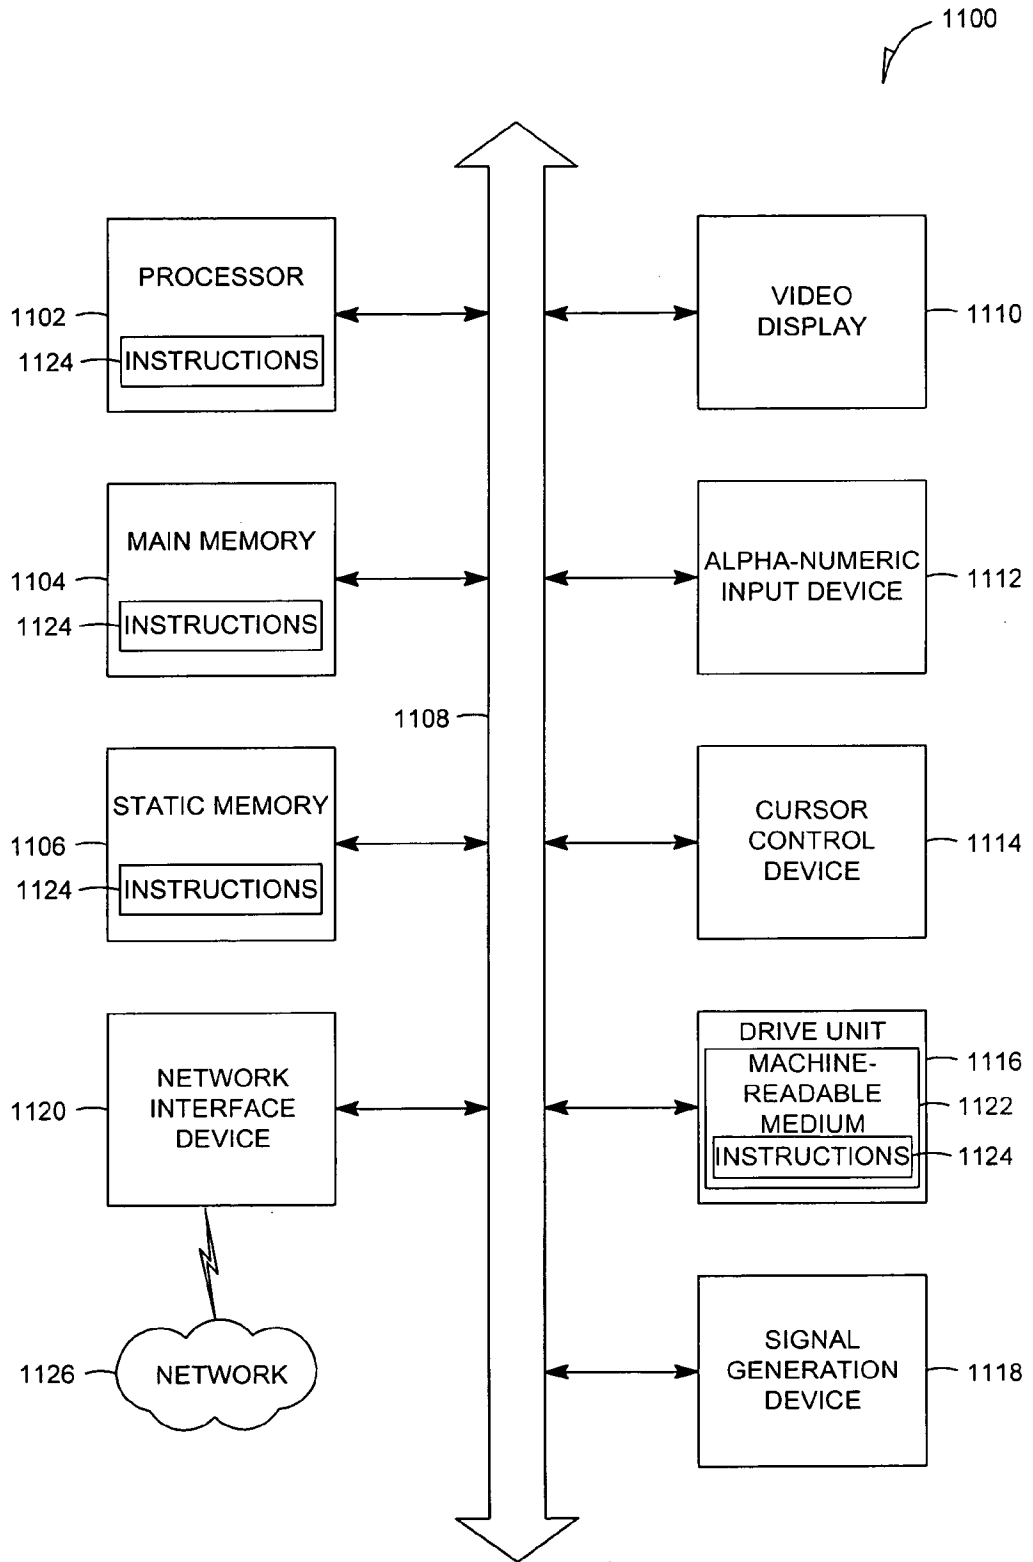 1100
PROCESSOR
1102
1124
INSTRUCTIONS
VIDEO
DISPLAY
1110
MAIN MEMORY
1104
1124
INSTRUCTIONS
ALPHA-NUMERIC
INPUT DEVICE
1112
1108
STATIC MEMORY
1106
1124
INSTRUCTIONS
CURSOR
CONTROL
DEVICE
1114
NETWORK
INTERFACE
DEVICE
1120
DRIVE UNIT
1116
MACHINE-
READABLE
MEDIUM
1122
INSTRUCTIONS
1124
1126
NETWORK
SIGNAL
GENERATION
DEVICE
1118